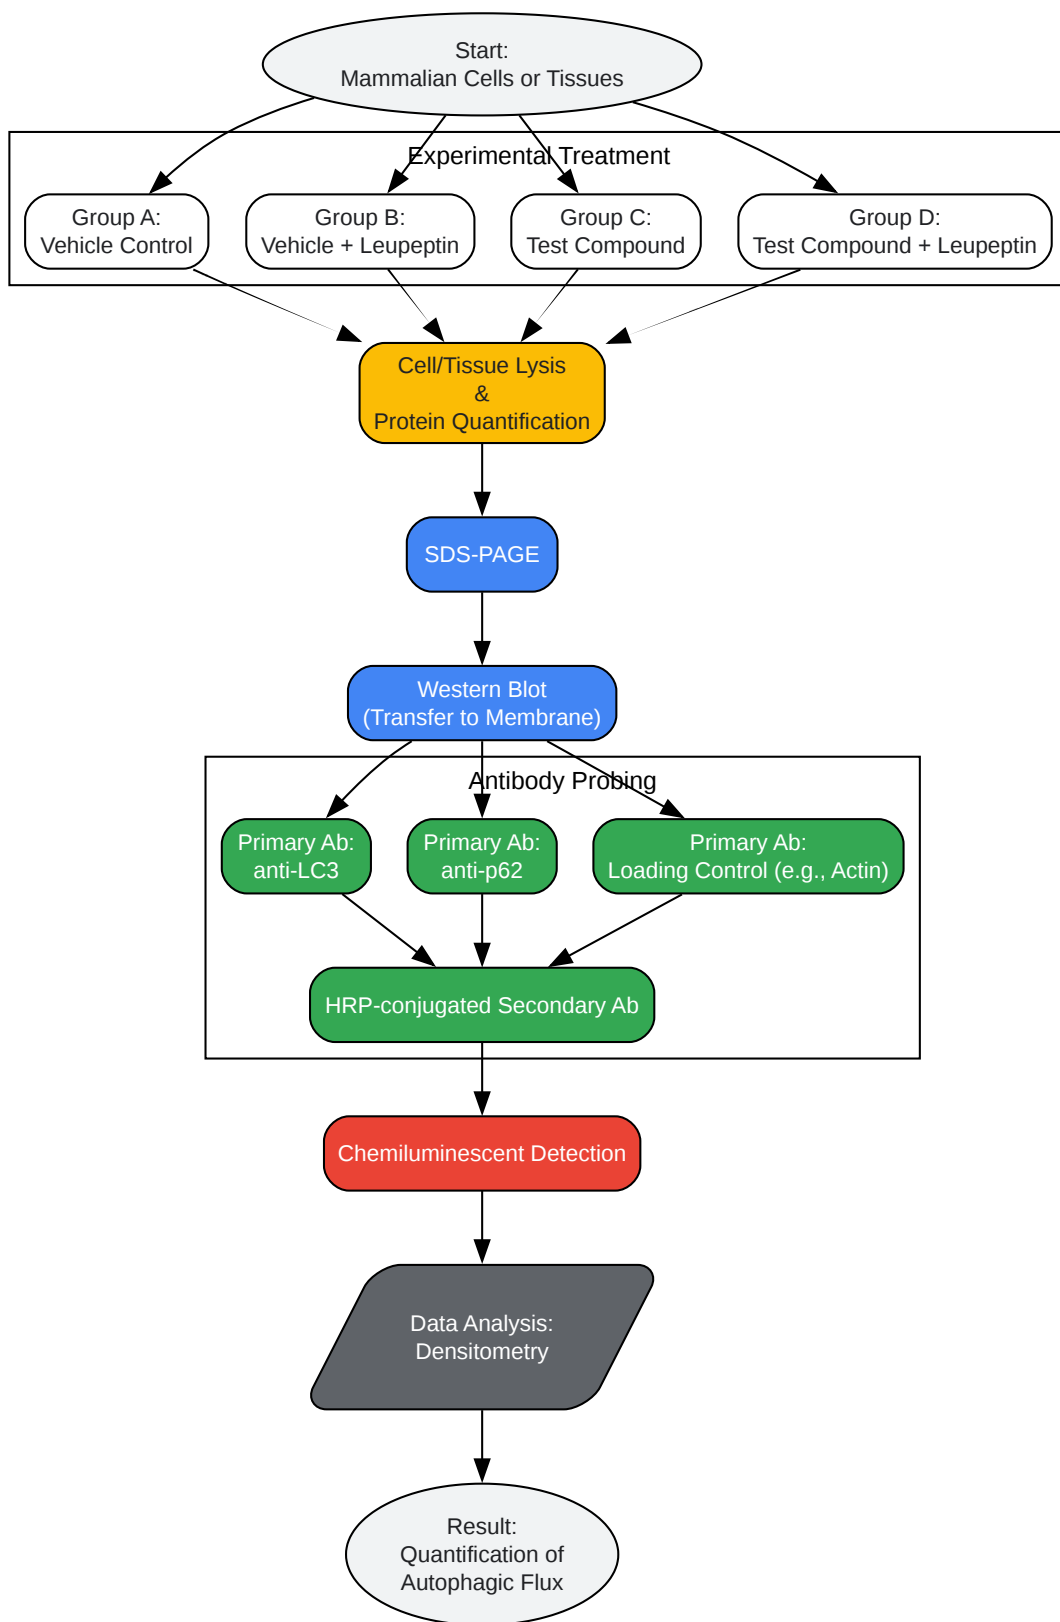 Start:
Mammalian Cells or Tissues
Experimental Treatment
Group A:
Vehicle Control
Group B:
Vehicle + Leupeptin
Group C:
Test Compound
Group D:
Test Compound + Leupeptin
Cell/Tissue Lysis
&
Protein Quantification
SDS-PAGE
Western Blot
(Transfer to Membrane)
Antibody Probing
Primary Ab:
anti-LC3
Primary Ab:
anti-p62
Primary Ab:
Loading Control (e.g., Actin)
HRP-conjugated Secondary Ab
Chemiluminescent Detection
Data Analysis:
Densitometry
Result:
Quantification of
Autophagic Flux